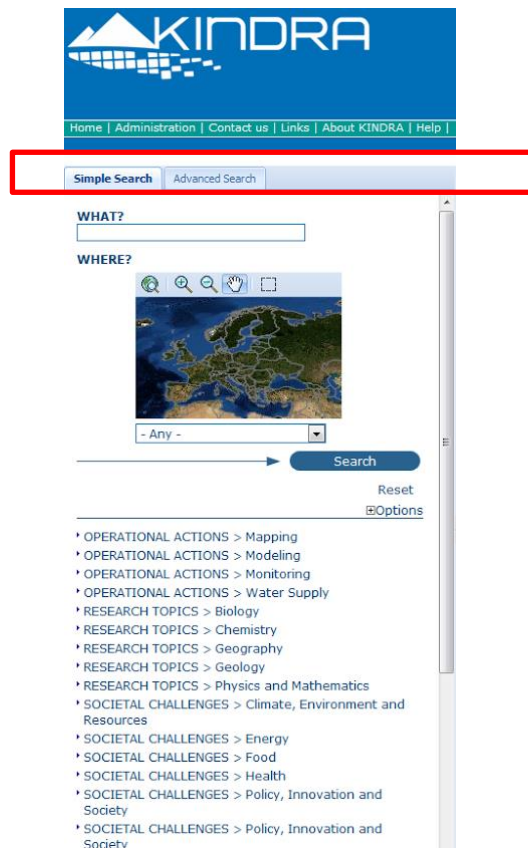 KINDRA
Home | Administration | Contact us | Links | About KINDRA | Help |
Simple Search Advanced Search
WHAT?
WHERE?
- Any -
Search
Reset
Options
OPERATIONAL ACTIONS > Mapping
OPERATIONAL ACTIONS > Modeling
OPERATIONAL ACTIONS > Monitoring
OPERATIONAL ACTIONS > Water Supply
RESEARCH TOPICS > Biology
RESEARCH TOPICS > Chemistry
RESEARCH TOPICS > Geography
RESEARCH TOPICS > Geology
RESEARCH TOPICS > Physics and Mathematics
SOCIETAL CHALLENGES > Climate, Environment and
Resources
SOCIETAL CHALLENGES > Energy
SOCIETAL CHALLENGES > Food
SOCIETAL CHALLENGES > Health
SOCIETAL CHALLENGES > Policy, Innovation and
Society
SOCIETAL CHALLENGES > Policy, Innovation and
Society